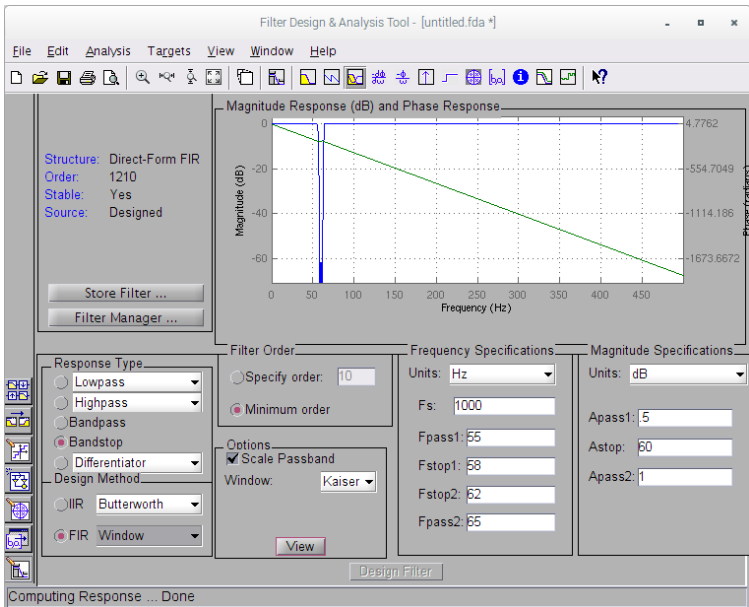 Filter Design & Analysis Tool - [untitled.fda *]
File Edit Analysis Targets View Window Help
Structure: Direct-Form FIR
Order: 1210
Stable: Yes
Source: Designed
Store Filter ...
Filter Manager ...
Magnitude Response (dB) and Phase Response
0
-20
-40
-60
Magnitude (dB)
0 50 100 150 200 250 300 350 400 450
Frequency (Hz)
4.7762
-554.7049
-1114.186
-1673.6672
Phase (radians)
Response Type
Lowpass
Highpass
Bandpass
Bandstop
Differentiator
Design Method
IIR Butterworth
FIR Window
Filter Order
Specify order: 10
Minimum order
Options
Scale Passband
Window: Kaiser
View
Frequency Specifications
Units: Hz
Fs: 1000
Fpass1: 55
Fstop1: 58
Fstop2: 62
Fpass2: 65
Magnitude Specifications
Units: dB
Apass1: .5
Astop: 60
Apass2: 1
Design Filter
Computing Response ... Done